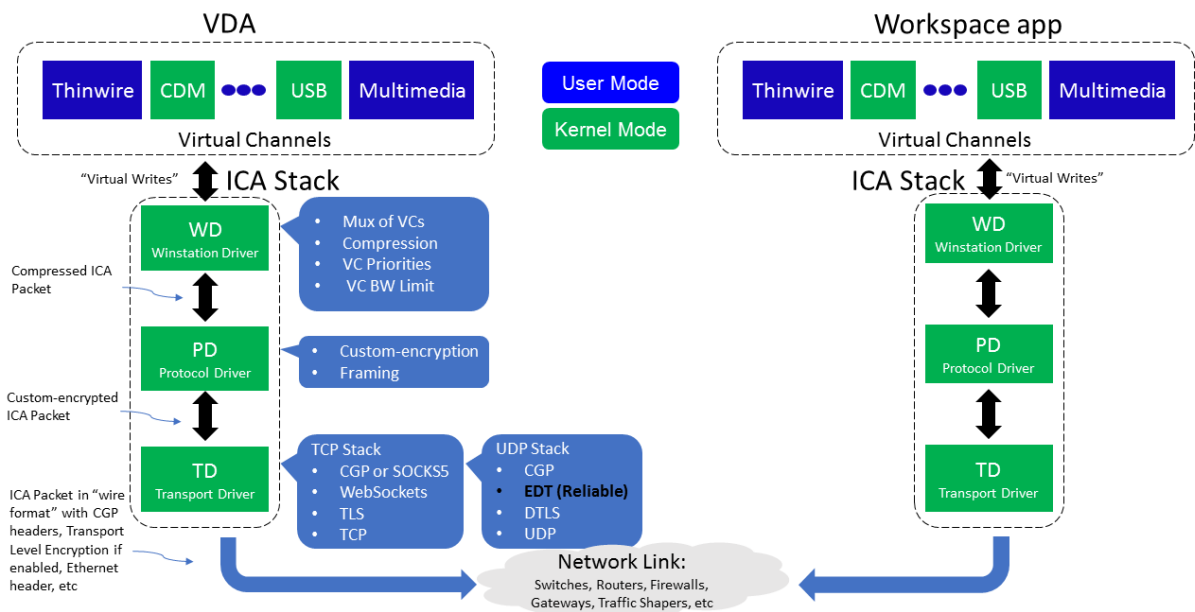 VDA
Thinwire
CDM
USB
Multimedia
Virtual Channels
User Mode
Kernel Mode
Workspace app
Thinwire
CDM
USB
Multimedia
Virtual Channels
“Virtual Writes”
ICA Stack
WD
Winstation Driver
• Mux of VCs
• Compression
• VC Priorities
• VC BW Limit
Compressed ICA
Packet
PD
Protocol Driver
• Custom-encryption
• Framing
Custom-encrypted
ICA Packet
TD
Transport Driver
TCP Stack
• CGP or SOCKS5
• WebSockets
• TLS
• TCP
UDP Stack
• CGP
• EDT (Reliable)
• DTLS
• UDP
ICA Packet in “wire
format” with CGP
headers, Transport
Level Encryption if
enabled, Ethernet
header, etc
ICA Stack
“Virtual Writes”
WD
Winstation Driver
PD
Protocol Driver
TD
Transport Driver
Network Link:
Switches, Routers, Firewalls,
Gateways, Traffic Shapers, etc